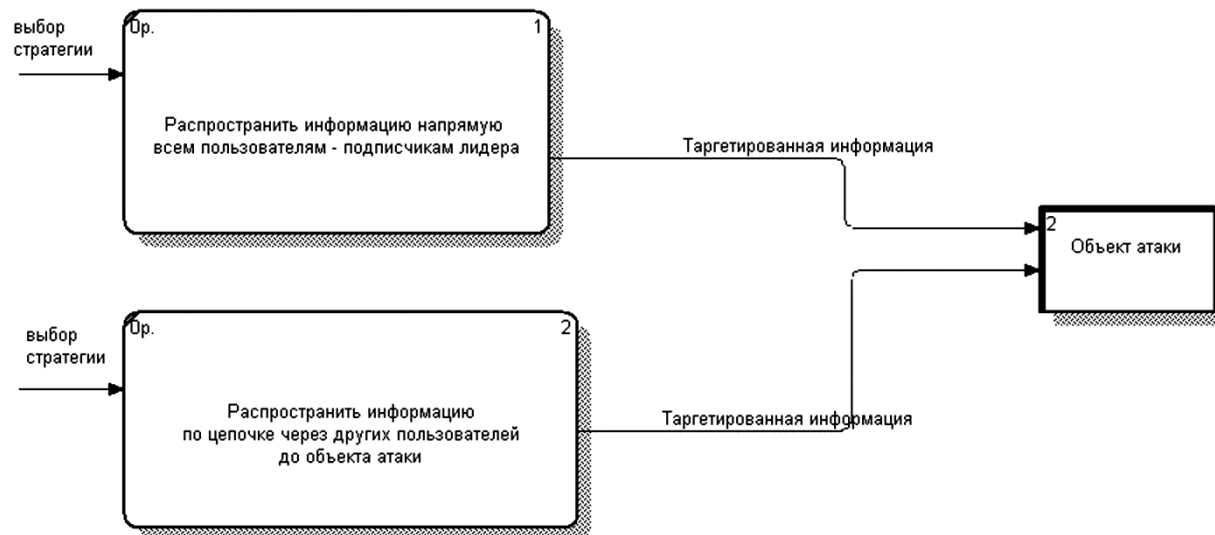 выбор
стратегии
0р.
1
Распространить информацию напрямую
всем пользователям - подписчикам лидера
Таргетированная информация
2
Объект атаки
выбор
стратегии
0р.
2
Распространить информацию
по цепочке через других пользователей
до объекта атаки
Таргетированная информация